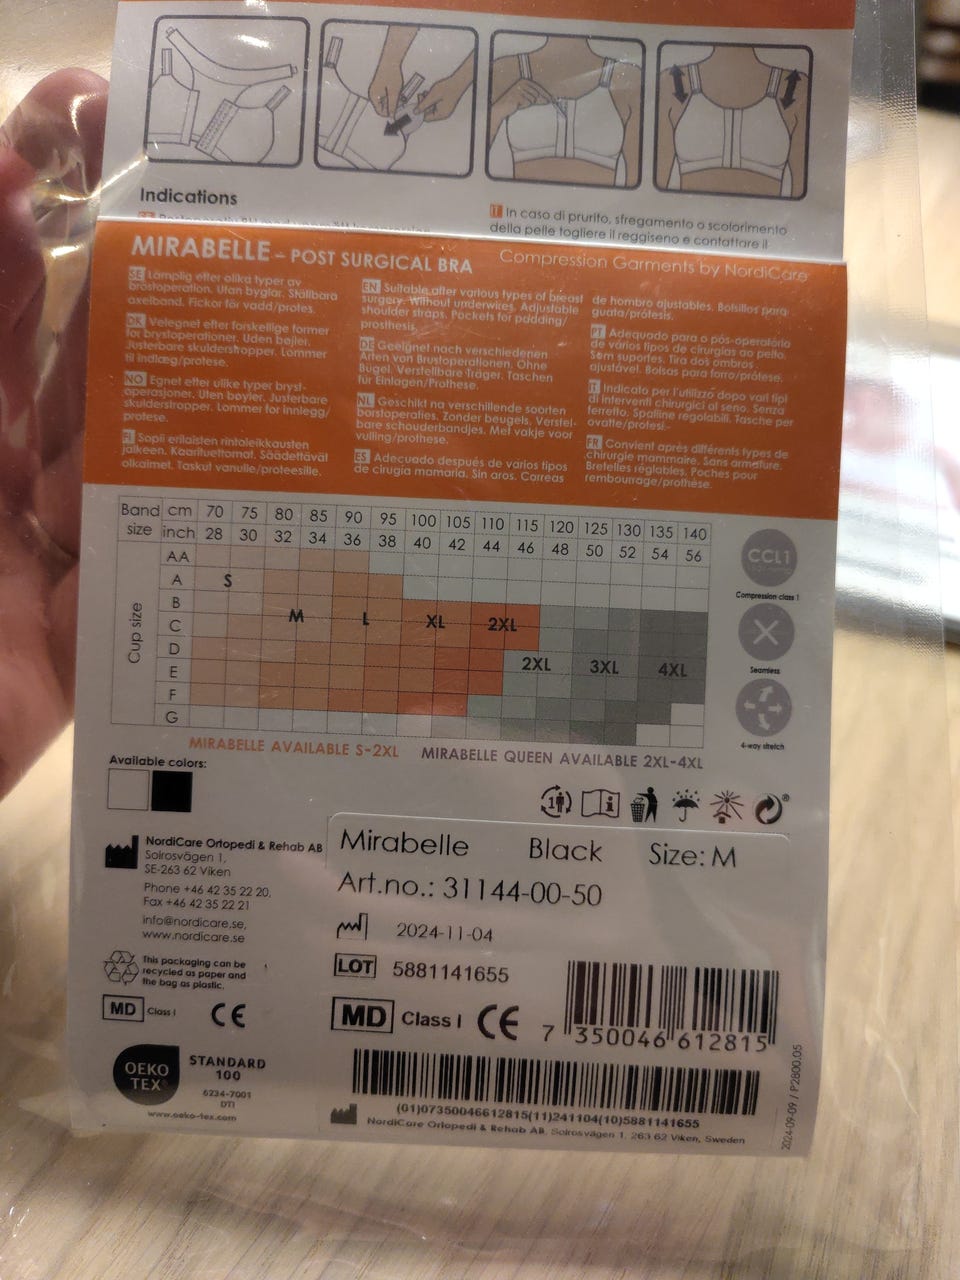 Indications
IT In caso di prurito, sfregamento o scolorimento
della pelle togliere il reggiseno e contattare il
MIRABELLE – POST SURGICAL BRA
Compression Garments by NordiCare
SE Lämplig efter olika typer av
bröstoperation. Utan byglar. Ställbara
axelband. Fickor för vadd/protes.
DK Velegnet efter forskellige former
for brystoperationer. Uden bøjler.
Justerbare skulderstropper. Lommer
til indlæg/protese.
NO Egnet etter ulike typer bryst-
operasjoner. Uten bøyler. Justerbare
skulderstropper. Lommer for innlegg/
protese.
FI Sopii erilaisten rintaleikkausten
jälkeen. Kaarituettomat. Säädettävät
olkaimet. Taskut vanulle/proteesille.
EN Suitable after various types of breast
surgery. Without underwires. Adjustable
shoulder straps. Pockets for padding/
prosthesis.
DE Geeignet nach verschiedenen
Arten von Brustoperationen. Ohne
Bügel. Verstellbare Träger. Taschen
für Einlagen/Prothese.
NL Geschikt na verschillende soorten
borstoperaties. Zonder beugels. Verstel-
bare schouderbandjes. Met vakje voor
vulling/prothese.
ES Adecuado después de varios tipos
de cirugía mamaria. Sin aros. Correas
de hombro ajustables. Bolsillos para
guata/prótesis.
PT Adequado para o pós-operatório
de vários tipos de cirurgias ao peito.
Sem suportes. Tira dos ombros
ajustável. Bolsas para forro/prótese.
IT Indicato per l'utilizzo dopo vari tipi
di interventi chirurgici al seno. Senza
ferretto. Spalline regolabili. Tasche per
ovatte/protesi.
FR Convient après différents types de
chirurgie mammaire. Sans armature.
Bretelles réglables. Poches pour
rembourrage/prothèse.
Band size cm 70 75 80 85 90 95 100 105 110 115 120 125 130 135 140
inch 28 30 32 34 36 38 40 42 44 46 48 50 52 54 56
Cup size
AA
A S
B
C M L XL 2XL
D
E 2XL 3XL 4XL
F
G
CCL1
Compression class 1
Seamless
4-way stretch
MIRABELLE AVAILABLE S-2XL
MIRABELLE QUEEN AVAILABLE 2XL-4XL
Available colors:
NordiCare Ortopedi & Rehab AB
Solrosvägen 1,
SE-263 62 Viken
Phone +46 42 35 22 20,
Fax +46 42 35 22 21
info@nordicare.se,
www.nordicare.se
This packaging can be
recycled as paper and
the bag as plastic.
MD Class I CE
OEKO
TEX®
STANDARD
100
6234-7001
DTI
www.oeko-tex.com
Mirabelle Black Size: M
Art.no.: 31144-00-50
2024-11-04
LOT 5881141655
MD Class I CE
7 350046 612815
(01)07350046612815(11)241104(10)5881141655
NordiCare Ortopedi & Rehab AB, Solrosvägen 1, 263 62 Viken, Sweden
2024-09-09 / P2800.05